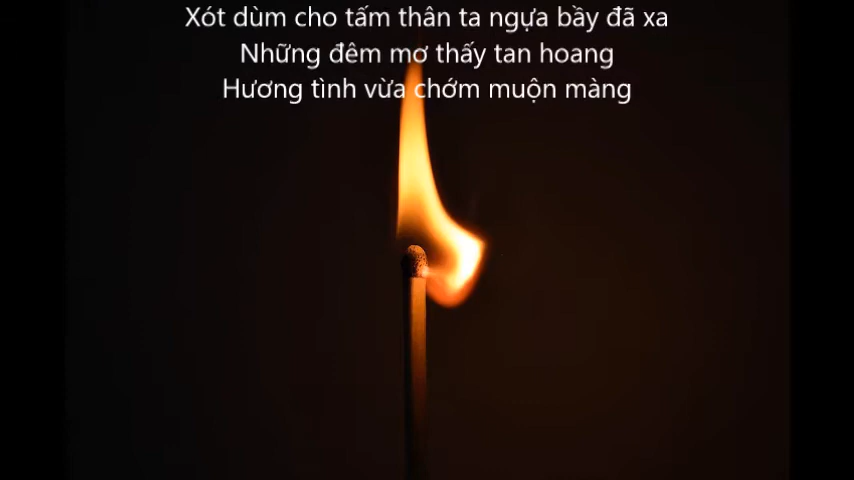 Xót dùm cho tấm thân ta ngựa bầy đã xa
Những đêm mơ thấy tan hoang
Hương tình vừa chớm muộn màng